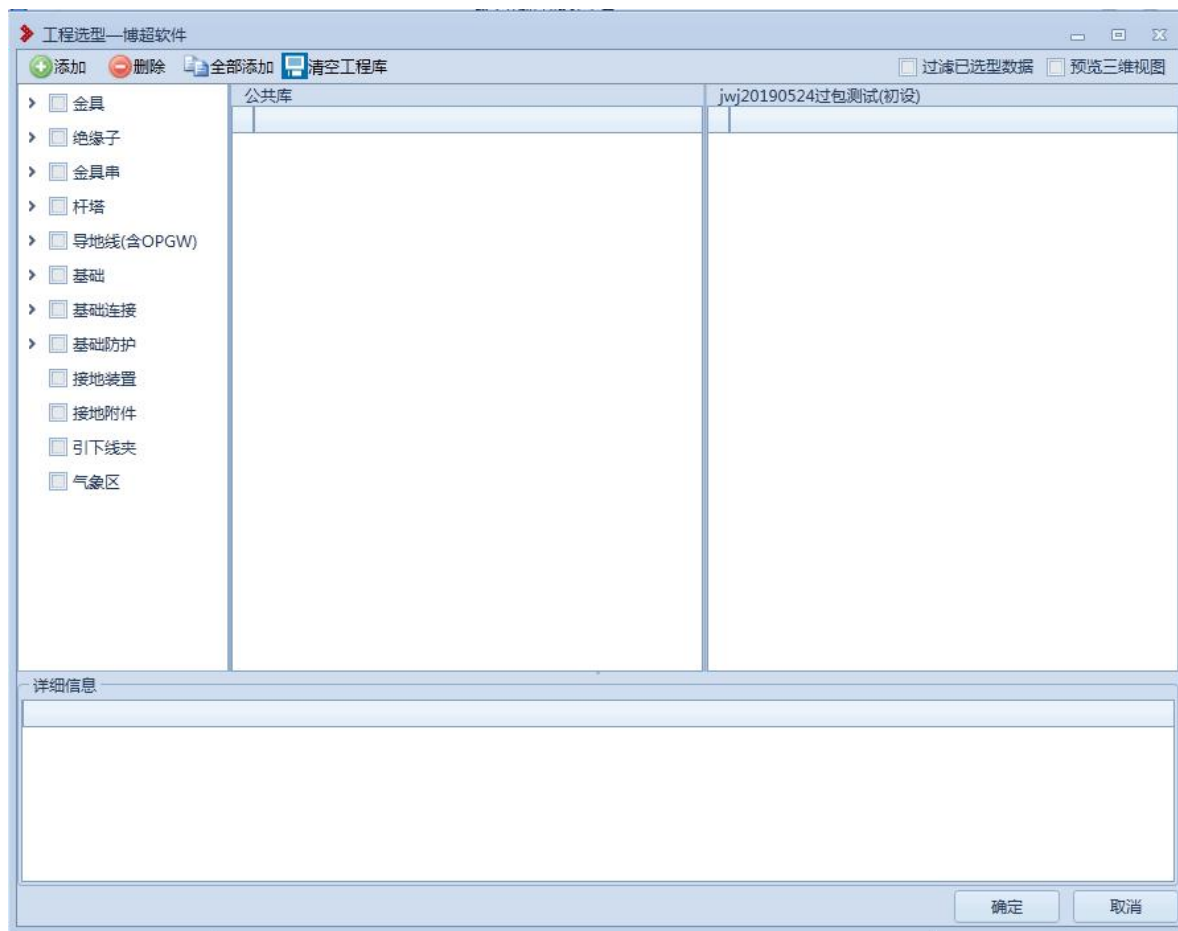 工程选型—博超软件
添加 删除 全部添加 清空工程库 过滤已选型数据 预览三维视图
公共库 jwj20190524过包测试(初设)
金具
绝缘子
金具串
杆塔
导地线(含OPGW)
基础
基础连接
基础防护
接地装置
接地附件
引下线夹
气象区
详细信息
确定 取消